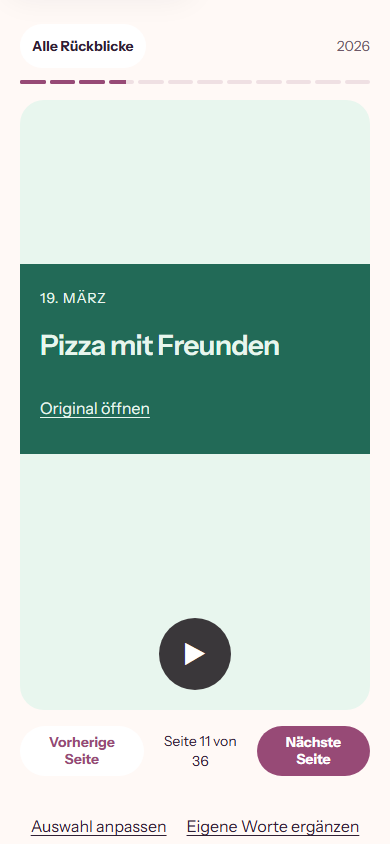 Alle Rückblicke
2026
19. MÄRZ
Pizza mit Freunden
Original öffnen
Vorherige
Seite
Seite 11 von
36
Nächste
Seite
Auswahl anpassen
Eigene Worte ergänzen